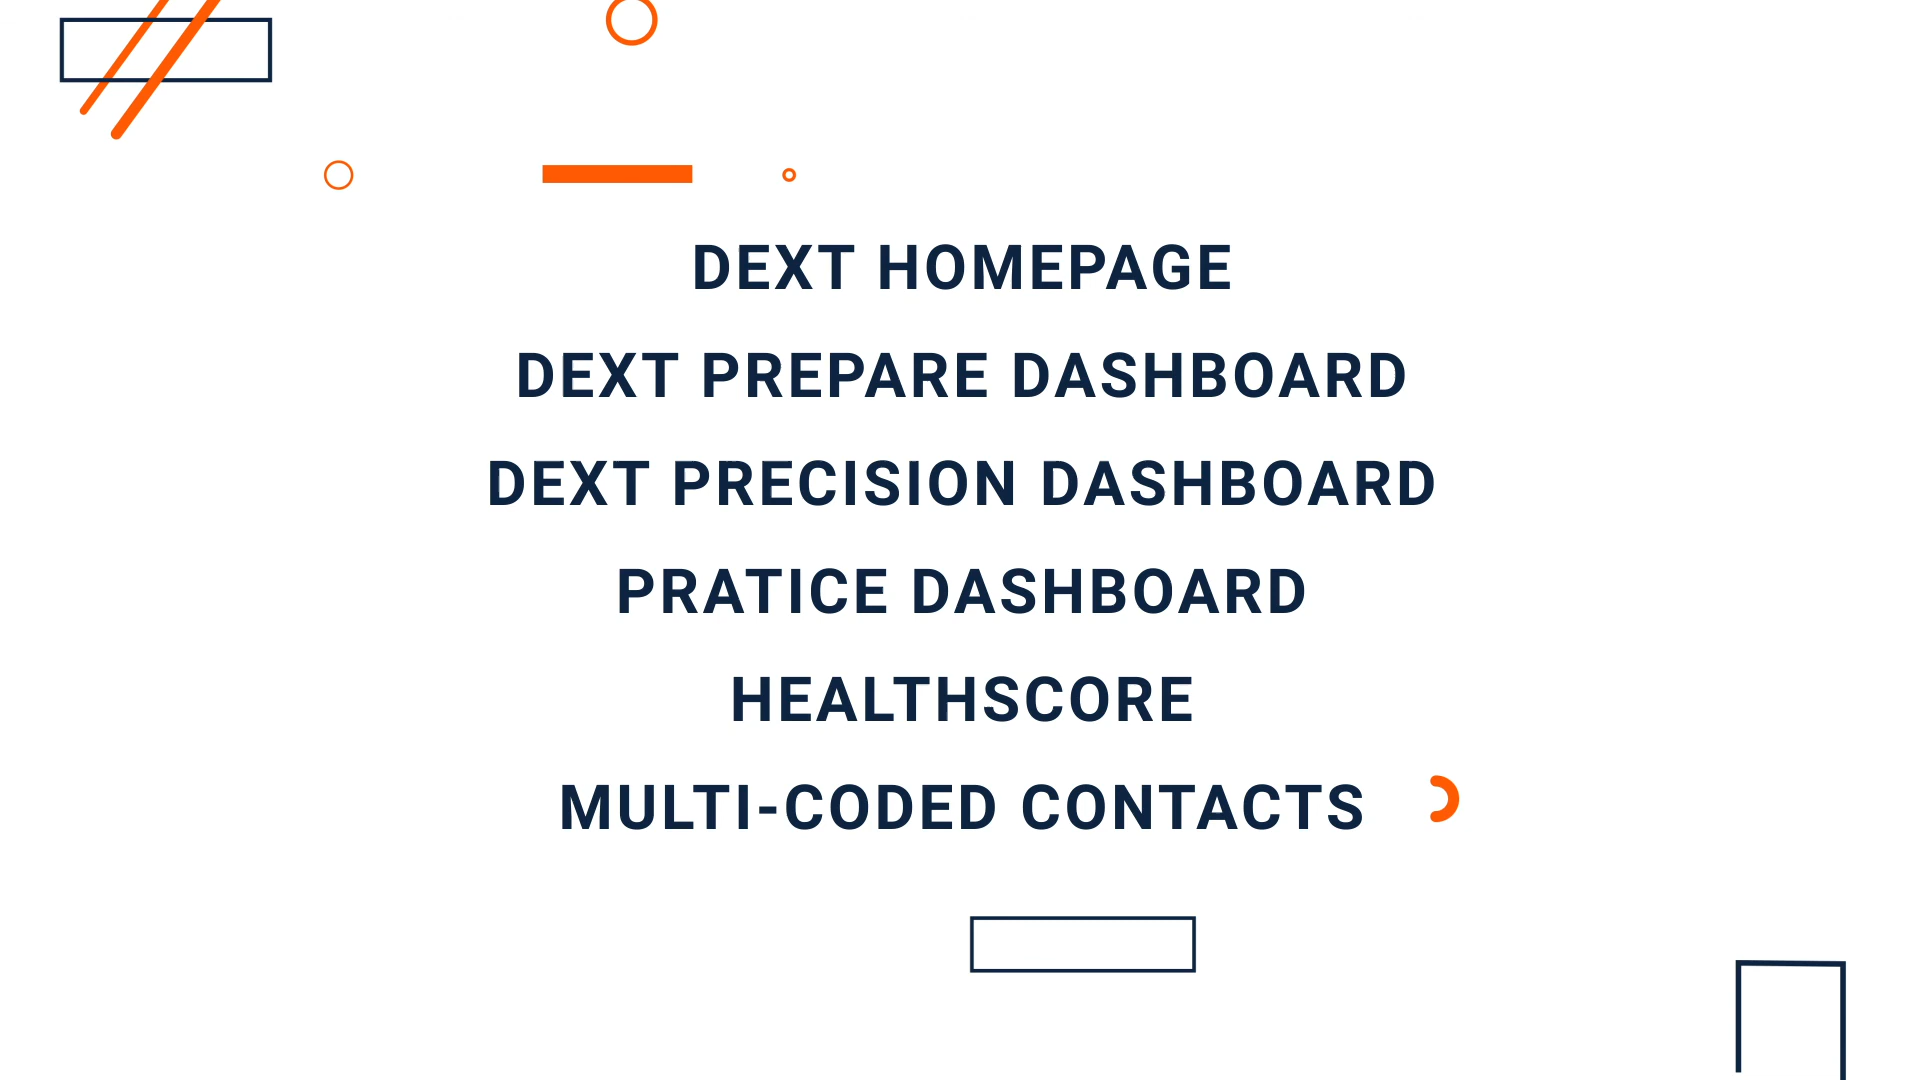 DEXT HOMEPAGE
DEXT PREPARE DASHBOARD
DEXT PRECISION DASHBOARD
PRATICE DASHBOARD
HEALTHSCORE
MULTI-CODED CONTACTS